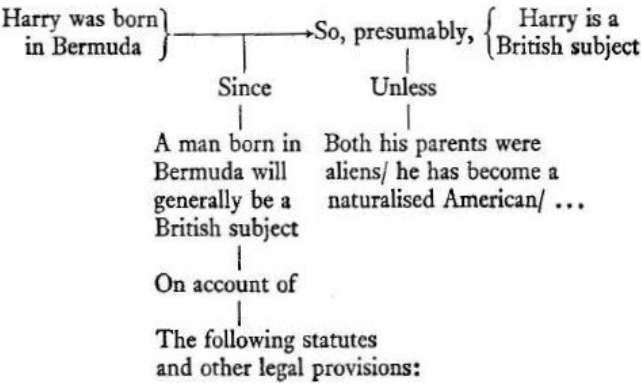 Harry was born
in Bermuda
So, presumably,
Harry is a
British subject
Since
Unless
A man born in
Bermuda will
generally be a
British subject
Both his parents were
aliens/ he has become a
naturalised American/ ...
On account of
The following statutes
and other legal provisions: